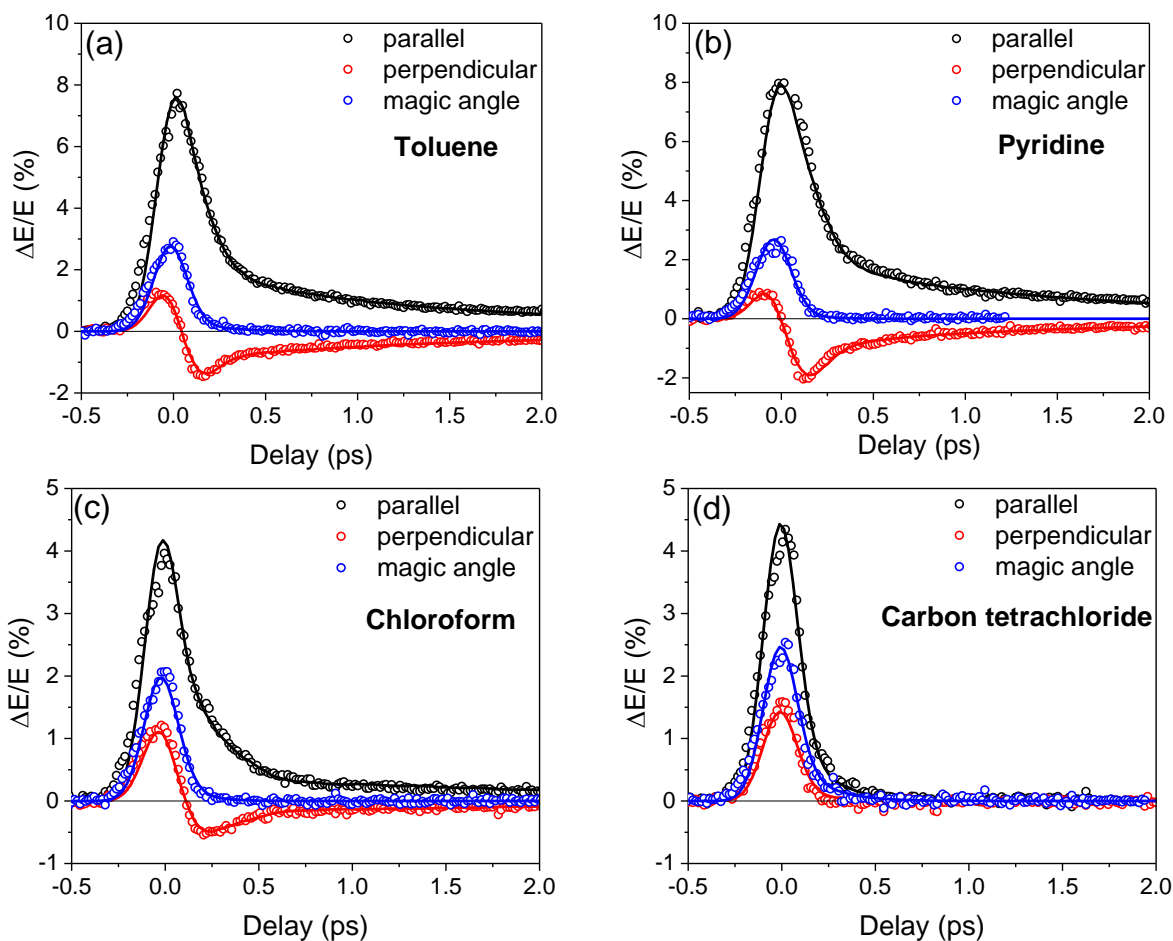 (a)
parallel
perpendicular
magic angle
Toluene
ΔE/E (%)
10
8
6
4
2
0
-2
-0.5 0.0 0.5 1.0 1.5 2.0
Delay (ps)
(b)
parallel
perpendicular
magic angle
Pyridine
ΔE/E (%)
10
8
6
4
2
0
-2
-0.5 0.0 0.5 1.0 1.5 2.0
Delay (ps)
(c)
parallel
perpendicular
magic angle
Chloroform
ΔE/E (%)
5
4
3
2
1
0
-1
-0.5 0.0 0.5 1.0 1.5 2.0
Delay (ps)
(d)
parallel
perpendicular
magic angle
Carbon tetrachloride
ΔE/E (%)
5
4
3
2
1
0
-1
-0.5 0.0 0.5 1.0 1.5 2.0
Delay (ps)